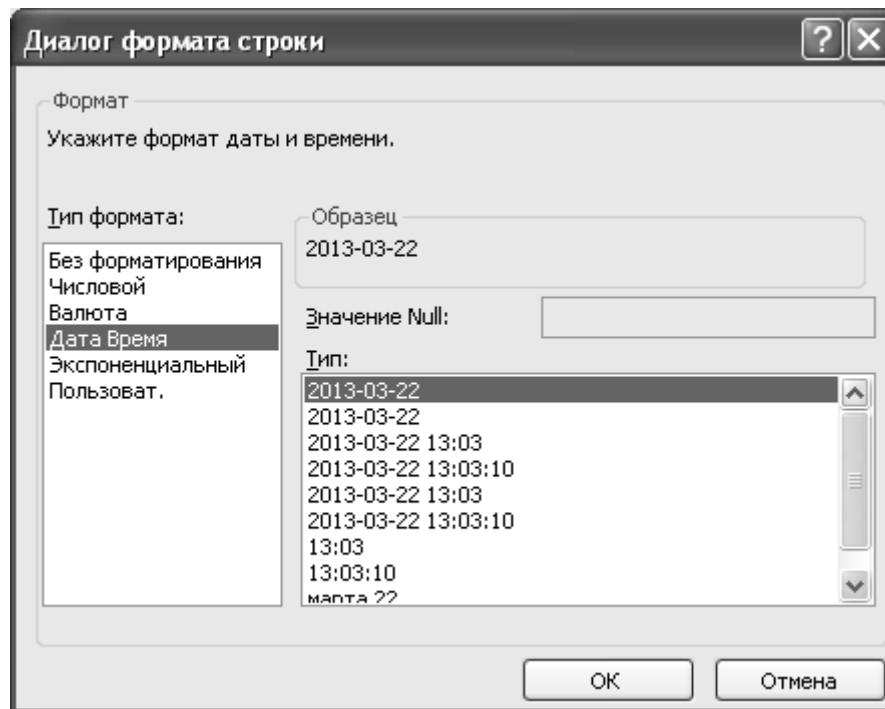 Диалог формата строки
Формат
Укажите формат даты и времени.
Тип формата:
Без форматирования
Числовой
Валюта
Дата Время
Экспоненциальный
Пользоват.
Образец
2013-03-22
Значение Null:
Тип:
2013-03-22
2013-03-22
2013-03-22 13:03
2013-03-22 13:03:10
2013-03-22 13:03
2013-03-22 13:03:10
13:03
13:03:10
марта 22
ОК
Отмена